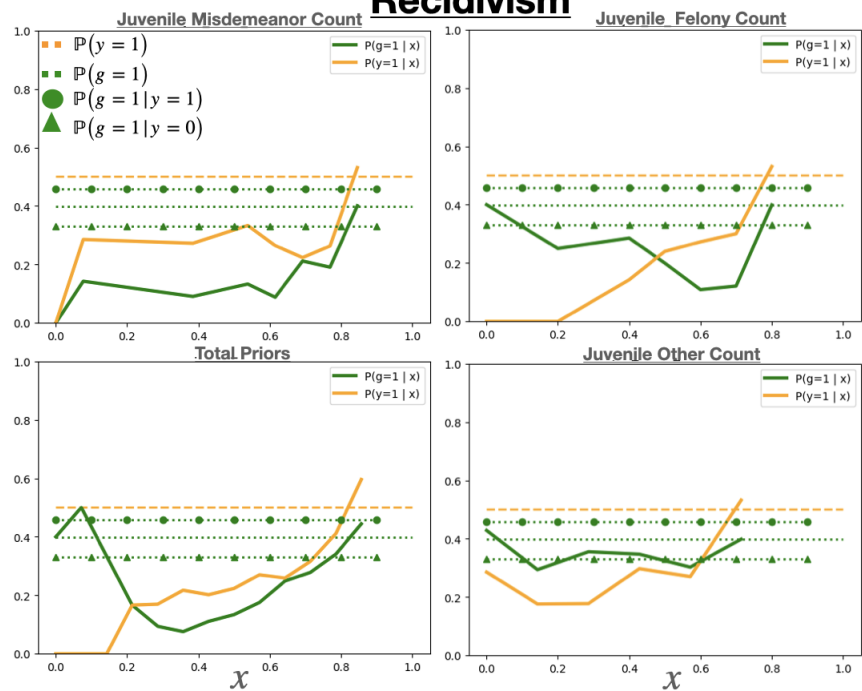 Recidivism
Juvenile Misdemeanor Count
Juvenile Felony Count
1.0
0.8
0.6
0.4
0.2
0.0
ℙ(y = 1)
ℙ(g = 1)
ℙ(g = 1 | y = 1)
ℙ(g = 1 | y = 0)
P(g=1 | x)
P(y=1 | x)
0.0 0.2 0.4 0.6 0.8 1.0
1.0
0.8
0.6
0.4
0.2
0.0
P(g=1 | x)
P(y=1 | x)
0.0 0.2 0.4 0.6 0.8 1.0
Total Priors
Juvenile Other Count
1.0
0.8
0.6
0.4
0.2
0.0
P(g=1 | x)
P(y=1 | x)
0.0 0.2 0.4 0.6 0.8 1.0
x
1.0
0.8
0.6
0.4
0.2
0.0
P(g=1 | x)
P(y=1 | x)
0.0 0.2 0.4 0.6 0.8 1.0
x